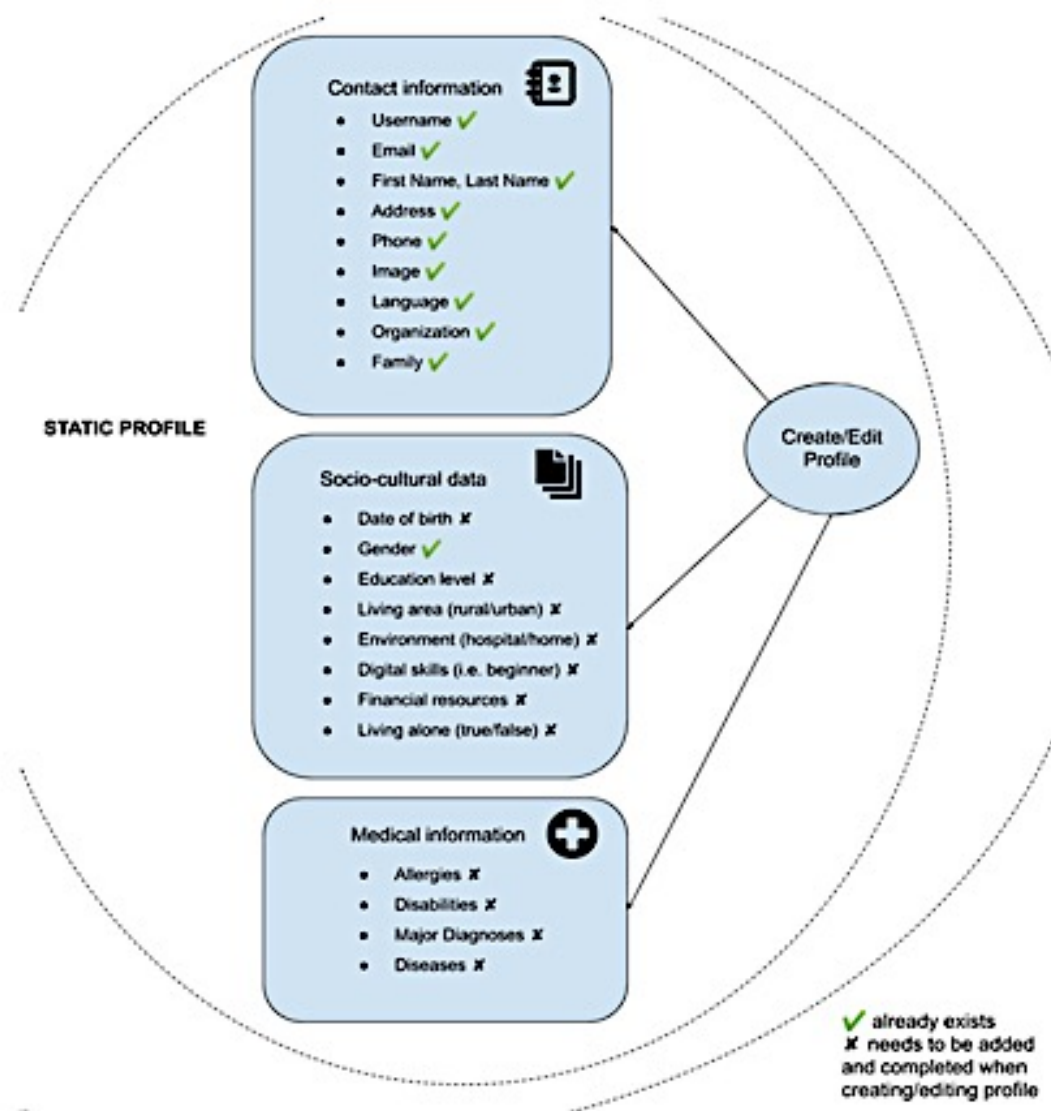 Contact information
● Username ✔
● Email ✔
● First Name, Last Name ✔
● Address ✔
● Phone ✔
● Image ✔
● Language ✔
● Organization ✔
● Family ✔
STATIC PROFILE
Create/Edit
Profile
Socio-cultural data
● Date of birth ✘
● Gender ✔
● Education level ✘
● Living area (rural/urban) ✘
● Environment (hospital/home) ✘
● Digital skills (i.e. beginner) ✘
● Financial resources ✘
● Living alone (true/false) ✘
Medical information
● Allergies ✘
● Disabilities ✘
● Major Diagnoses ✘
● Diseases ✘
✔ already exists
✘ needs to be added
and completed when
creating/editing profile